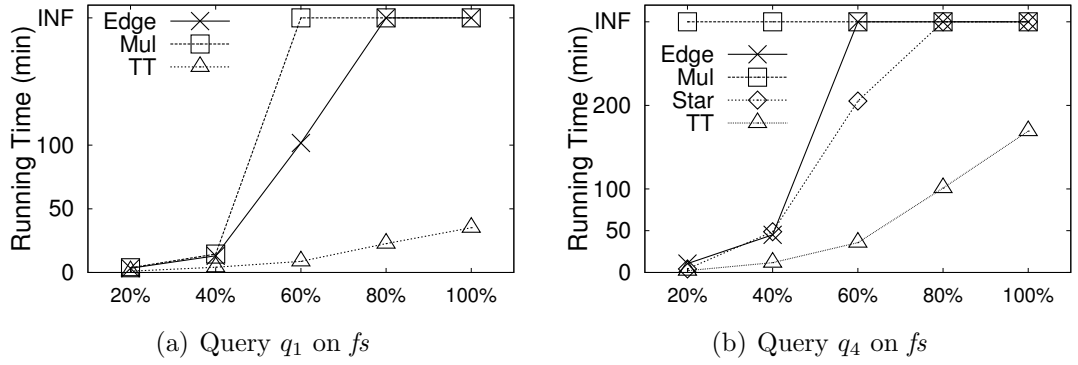 INF
100
50
0
Running Time (min)
Edge
Mul
TT
20% 40% 60% 80% 100%
(a) Query q1 on fs
INF
200
100
50
0
Running Time (min)
Edge
Mul
Star
TT
20% 40% 60% 80% 100%
(b) Query q4 on fs